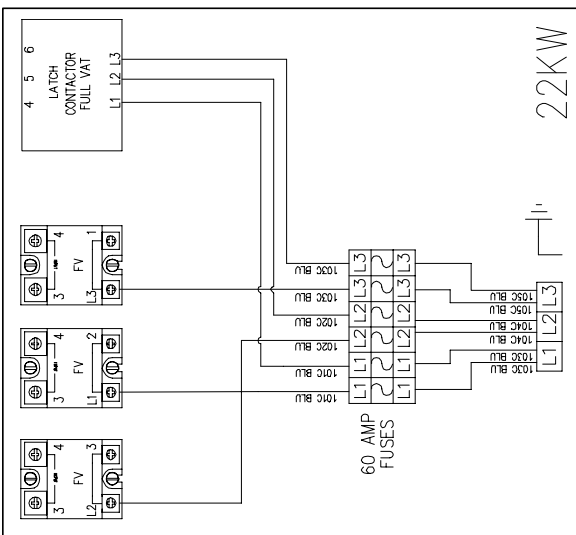 4 5 6
LATCH
CONTACTOR
FULL VAT
L1 L2 L3
22KW
3 4
FV
L3 1
3 4
FV
L1 2
3 4
FV
L2 3
101C BLU
101C BLU
102C BLU
102C BLU
103C BLU
103C BLU
L1 L1 L2 L2 L3 L3
60 AMP
FUSES
L1 L1 L2 L2 L3 L3
103C BLU
103C BLU
104C BLU
104C BLU
105C BLU
105C BLU
L1 L2 L3